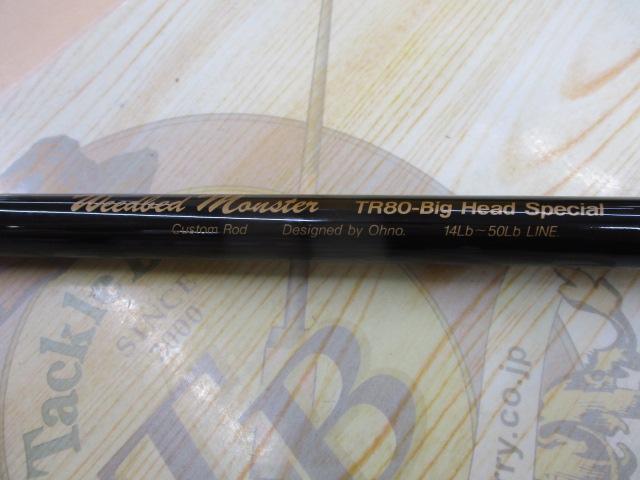 Weedbed Monster TR80-Big Head Special
Custom Rod Designed by Ohno. 14Lb~50Lb LINE.
Tackle
SINCE
2000
TB
rry.co.jp